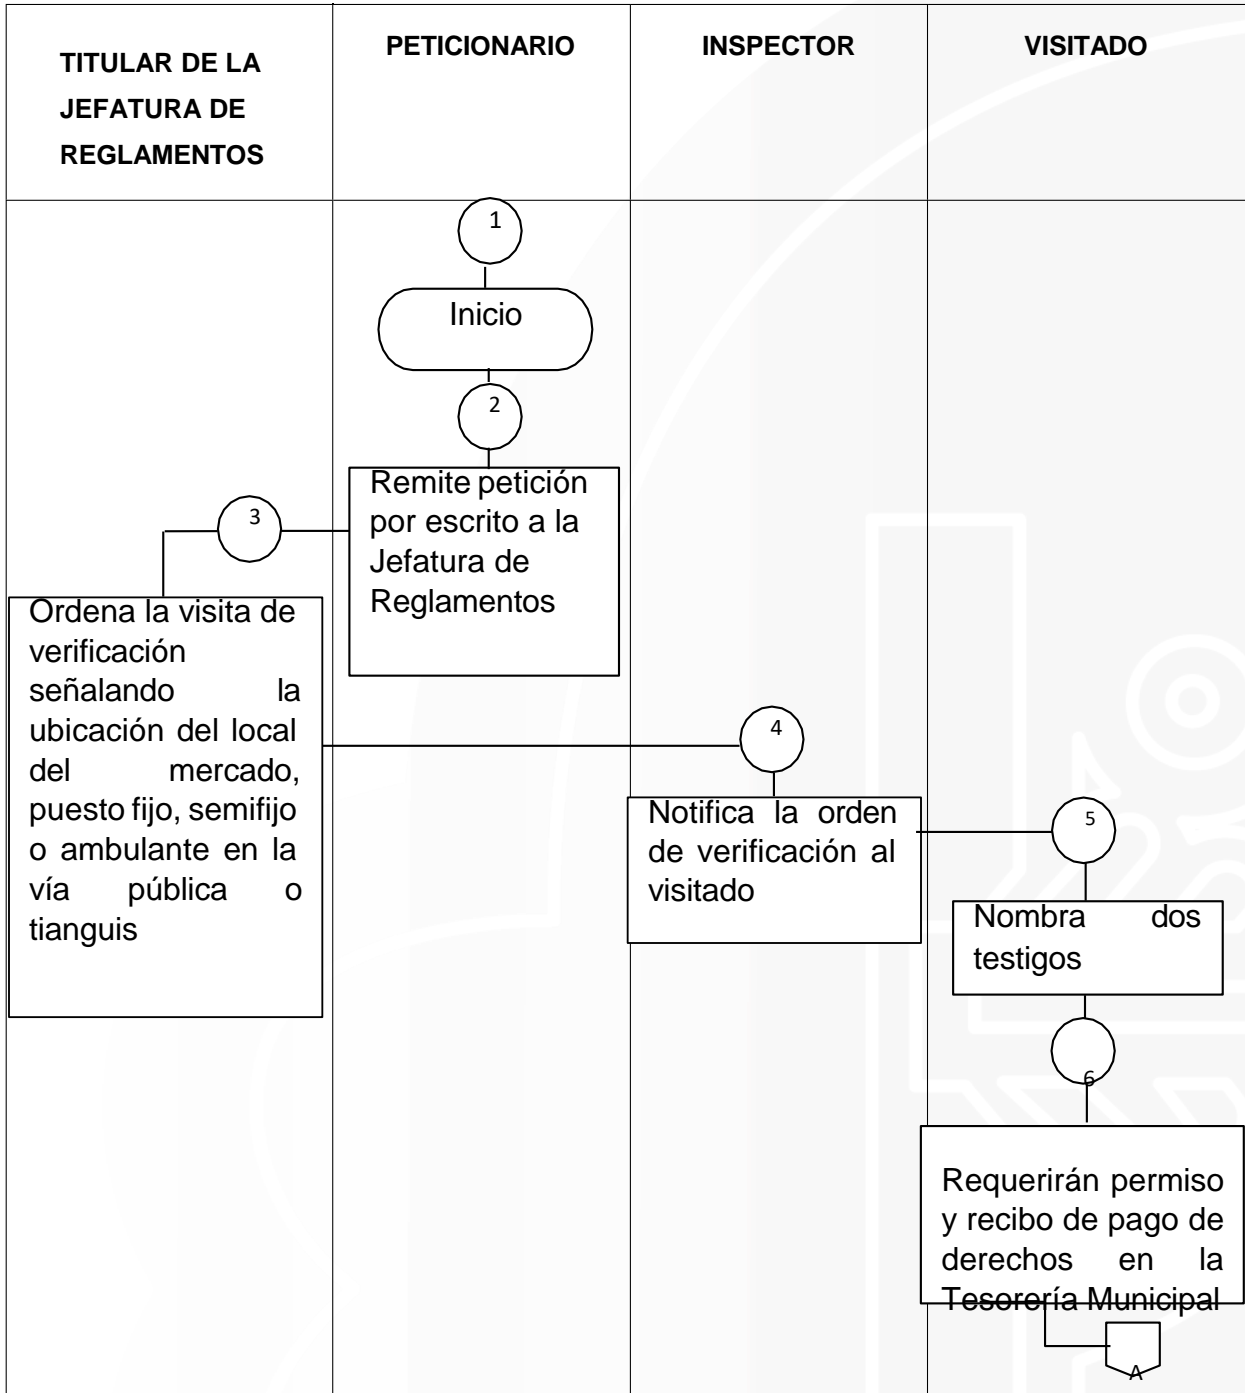 TITULAR DE LA
JEFATURA DE
REGLAMENTOS
PETICIONARIO
INSPECTOR
VISITADO
1
Inicio
2
Remite petición
por escrito a la
Jefatura de
Reglamentos
3
Ordena la visita de
verificación
señalando la
ubicación del local
del mercado,
puesto fijo, semifijo
o ambulante en la
vía pública o
tianguis
4
Notifica la orden
de verificación al
visitado
5
Nombra dos
testigos
6
Requerirán permiso
y recibo de pago de
derechos en la
Tesorería Municipal
A